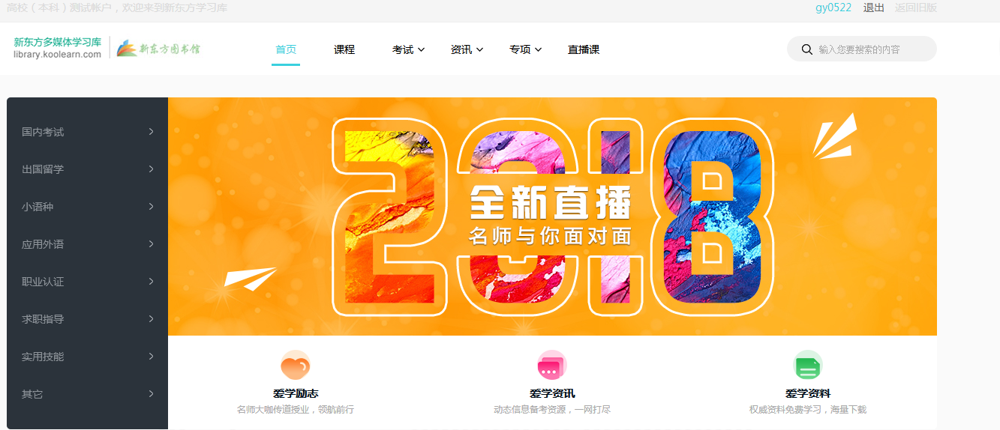 高校（本科）测试帐户，欢迎来到新东方学习库
gy0522 退出 返回旧版
新东方多媒体学习库
library.koolearn.com
新东方图书馆
首页 课程 考试 资讯 专项 直播课
输入您要搜索的内容
国内考试
出国留学
小语种
应用外语
职业认证
求职指导
实用技能
其它
2018
全新直播
名师与你面对面
爱学励志
名师大咖传道授业，领航前行
爱学资讯
动态信息备考资源，一网打尽
爱学资料
权威资料免费学习，海量下载